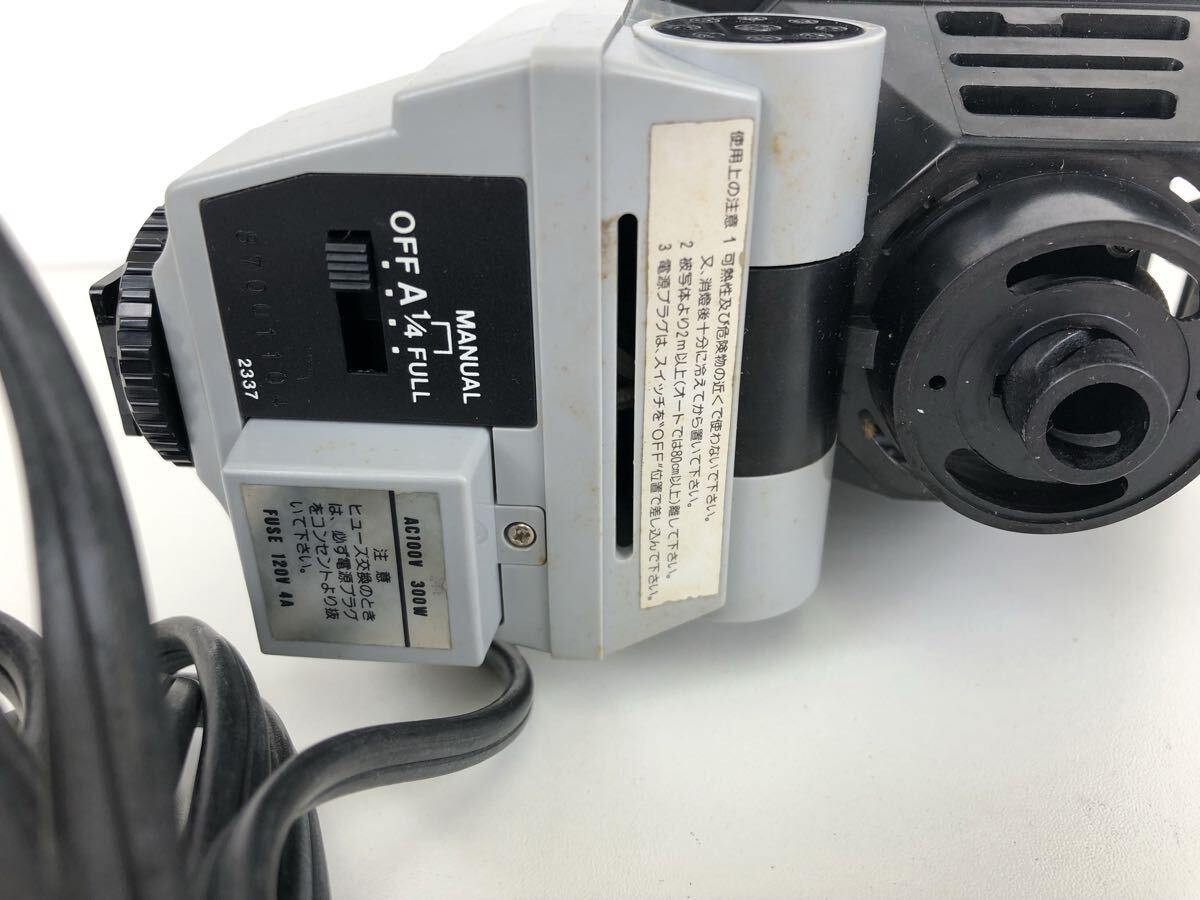 OFF A 1/4 FULL
MANUAL
2337
AC100V 300W
注意
ヒューズ交換のとき
は、必ず電源プラグ
をコンセントより抜
いて下さい。
FUSE 120V 4A
使用上の注意 1 可熱性及び危険物の近くで使わないで下さい。
又、消燈後十分に冷えてから置いて下さい。
2 被写体より2m以上(オートでは80cm以上)離して下さい。
3 電源プラグは、スイッチを"OFF"位置で差し込んで下さい。